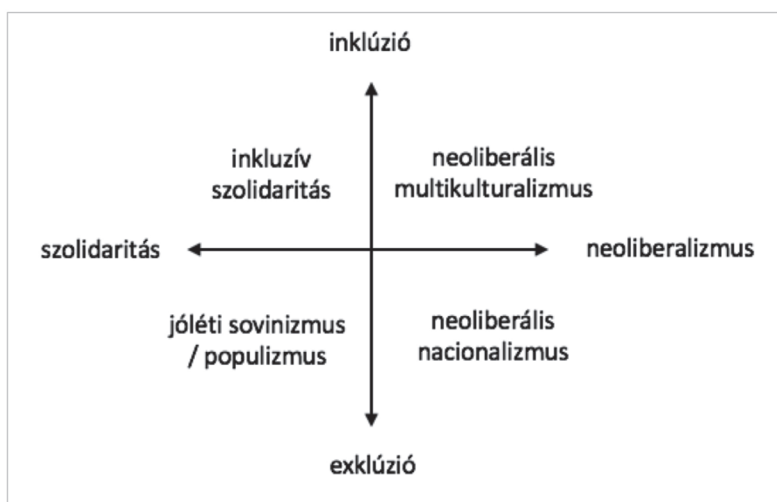 inklúzió
inkluzív
szolidaritás
neoliberális
multikulturalizmus
szolidaritás
neoliberalizmus
jóléti sovinizmus
/ populizmus
neoliberális
nacionalizmus
exklúzió